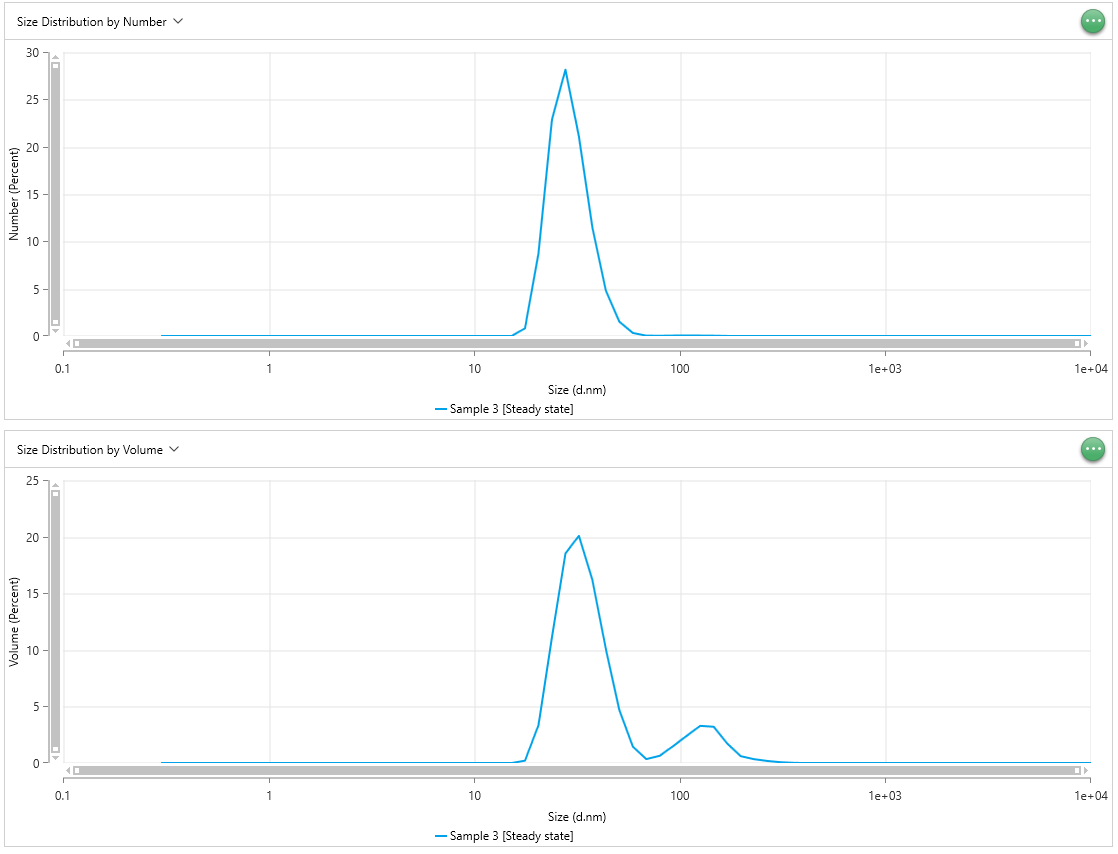 Size Distribution by Number
30
25
20
15
10
5
0
Number (Percent)
0.1 1 10 100 1e+03 1e+04
Size (d.nm)
Sample 3 [Steady state]
Size Distribution by Volume
25
20
15
10
5
0
Volume (Percent)
0.1 1 10 100 1e+03 1e+04
Size (d.nm)
Sample 3 [Steady state]